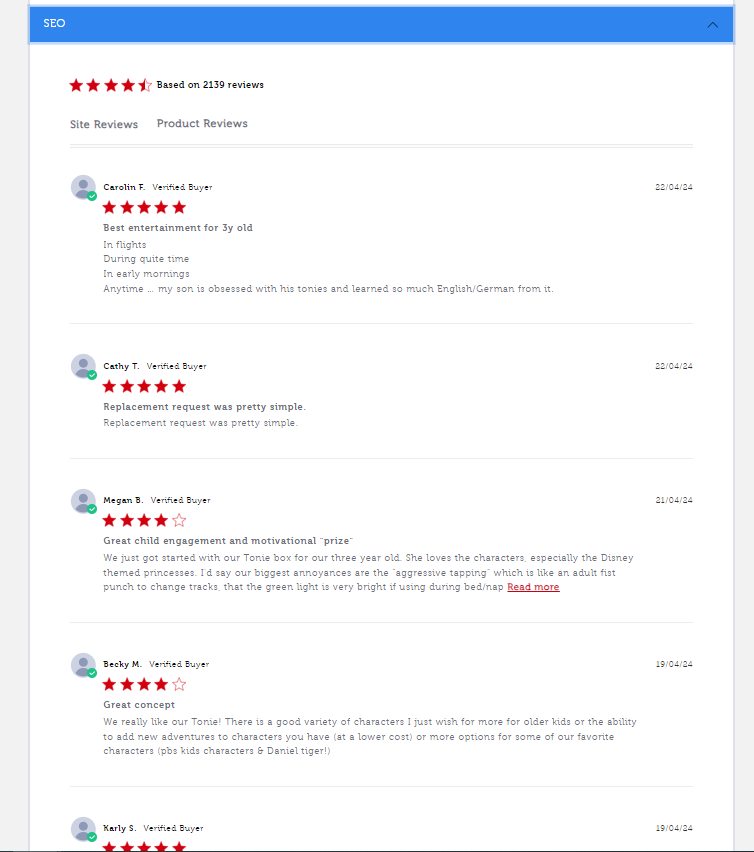 SEO
Based on 2139 reviews
Site Reviews Product Reviews
Carolin F. Verified Buyer 22/04/24
Best entertainment for 3y old
In flights
During quite time
In early mornings
Anytime … my son is obsessed with his tonies and learned so much English/German from it.
Cathy T. Verified Buyer 22/04/24
Replacement request was pretty simple.
Replacement request was pretty simple.
Megan B. Verified Buyer 21/04/24
Great child engagement and motivational "prize"
We just got started with our Tonie box for our three year old. She loves the characters, especially the Disney
themed princesses. I'd say our biggest annoyances are the "aggressive tapping" which is like an adult fist
punch to change tracks, that the green light is very bright if using during bed/nap Read more
Becky M. Verified Buyer 19/04/24
Great concept
We really like our Tonie! There is a good variety of characters I just wish for more for older kids or the ability
to add new adventures to characters you have (at a lower cost) or more options for some of our favorite
characters (pbs kids characters & Daniel tiger!)
Karly S. Verified Buyer 19/04/24